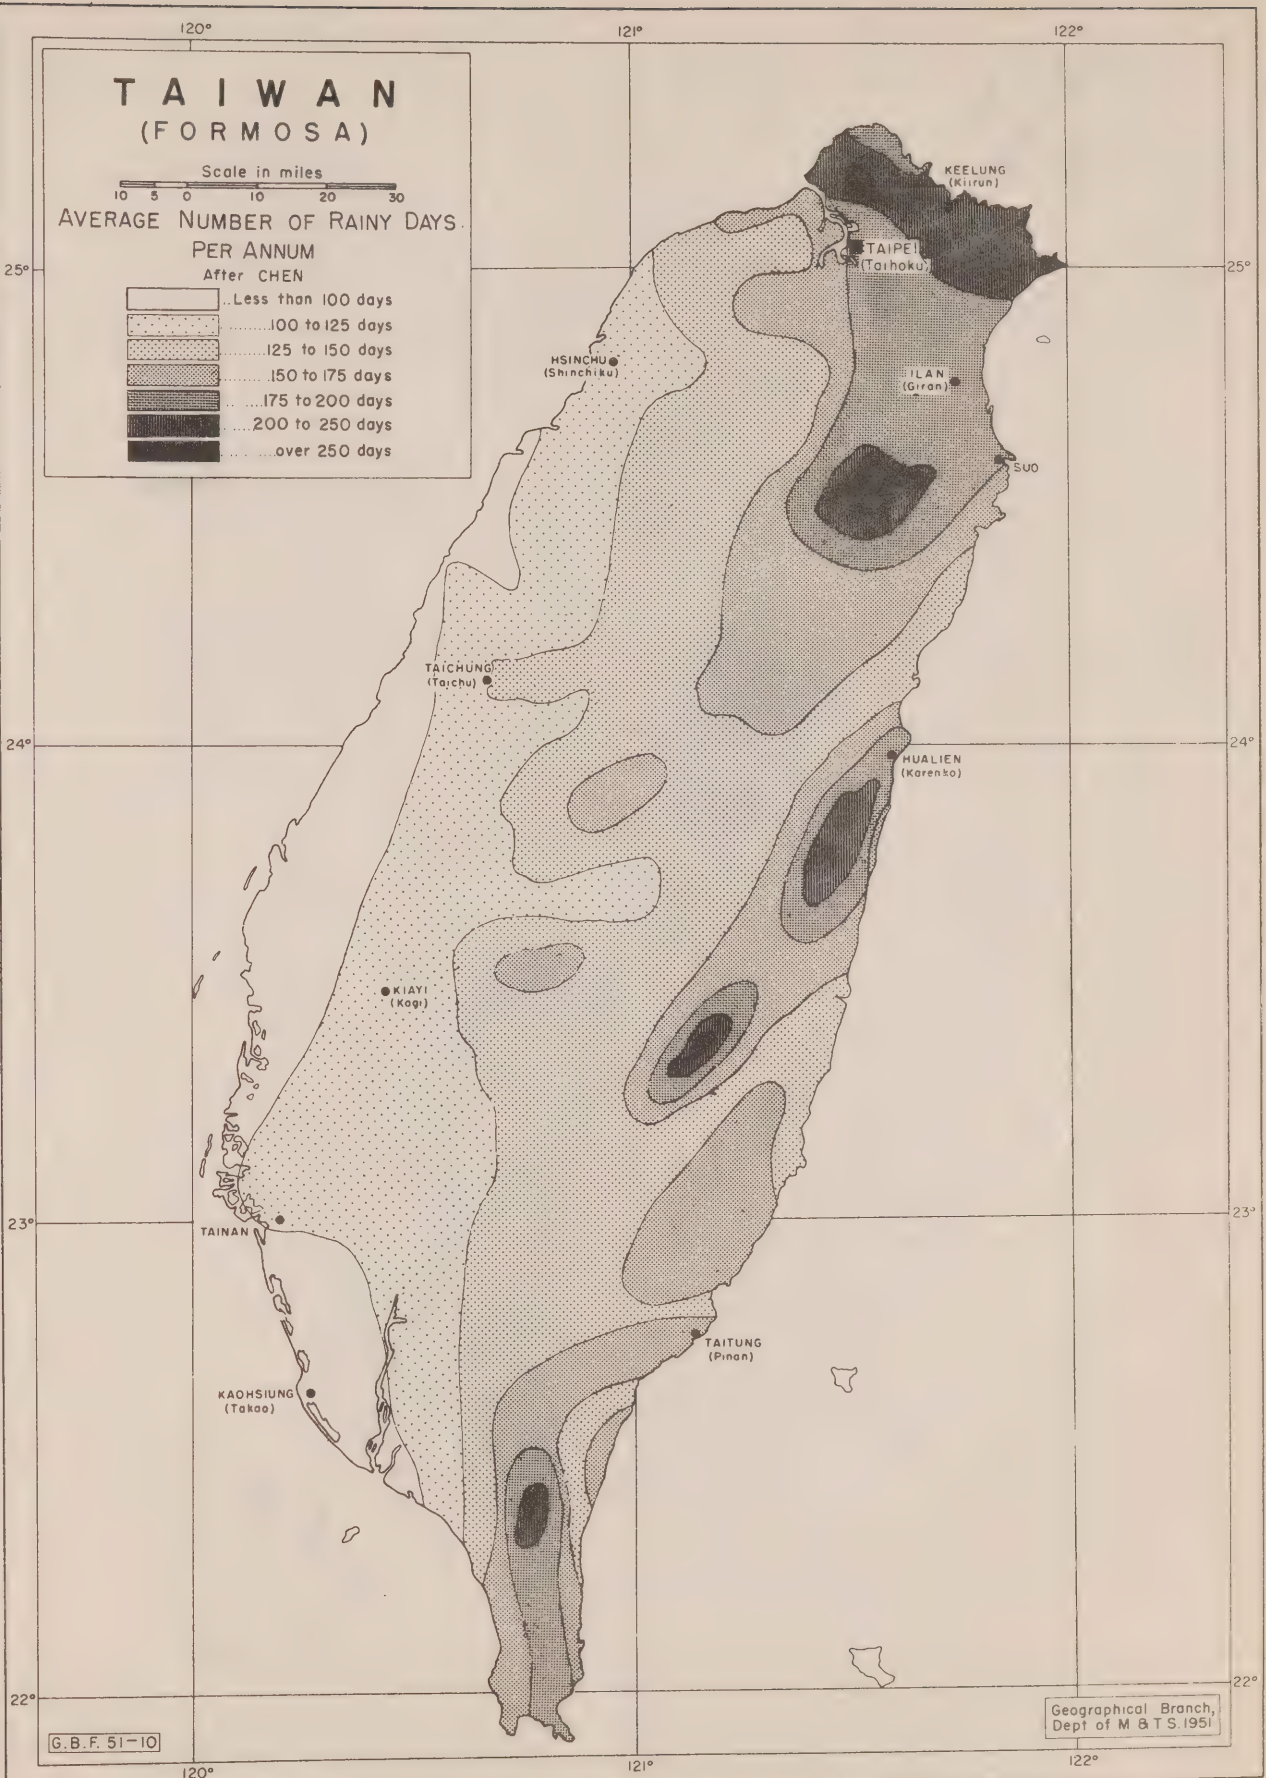 120°
121°
122°
TAIWAN
(FORMOSA)
Scale in miles
10 5 0 10 20 30
AVERAGE NUMBER OF RAINY DAYS
PER ANNUM
After CHEN
Less than 100 days
100 to 125 days
125 to 150 days
150 to 175 days
175 to 200 days
200 to 250 days
over 250 days
KEELUNG
(Kiirun)
TAIPEI
(Taihoku)
25°
25°
HSINCHU
(Shinchiku)
ILAN
(Giran)
SUO
TAICHUNG
(Taichu)
24°
24°
HUALIEN
(Karenko)
KIAYI
(Kagi)
23°
23°
TAINAN
TAITUNG
(Pinan)
KAOHSIUNG
(Takao)
22°
22°
G.B.F. 51-10
Geographical Branch,
Dept of M & T S. 1951
120°
121°
122°